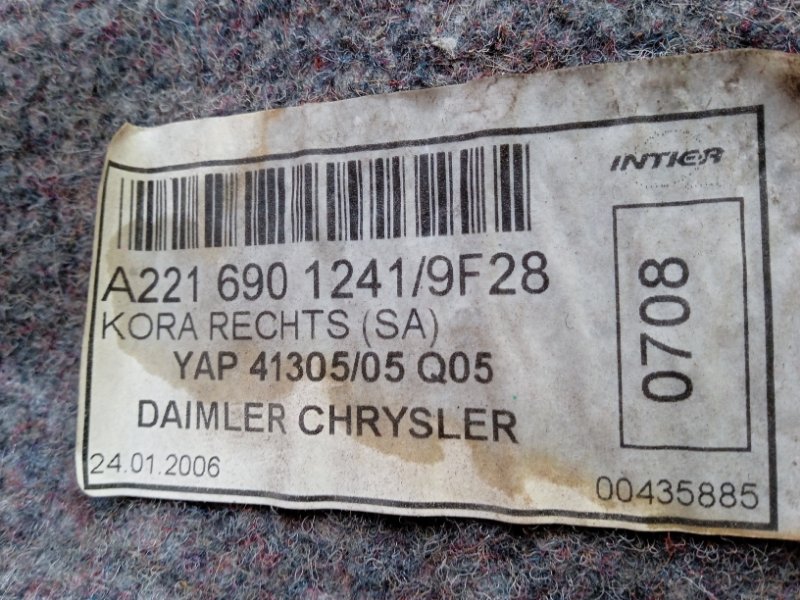 INTIER
A221 690 1241/9F28
KORA RECHTS (SA)
YAP 41305/05 Q05
DAIMLER CHRYSLER
24.01.2006
0708
00435885